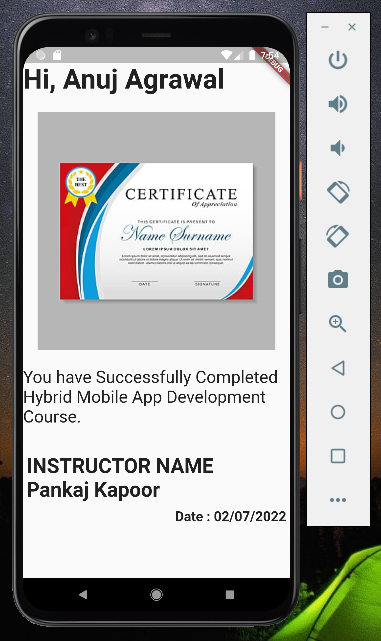 7:54
DEBUG
Hi, Anuj Agrawal
THE
BEST
CERTIFICATE
Of Appreciation
THIS CERTIFICATE IS PRESENT TO
Name Surname
LOREM IPSUM DOLOR SIT AMET
DATE
SIGNATURE
You have Successfully Completed
Hybrid Mobile App Development
Course.
INSTRUCTOR NAME
Pankaj Kapoor
Date : 02/07/2022